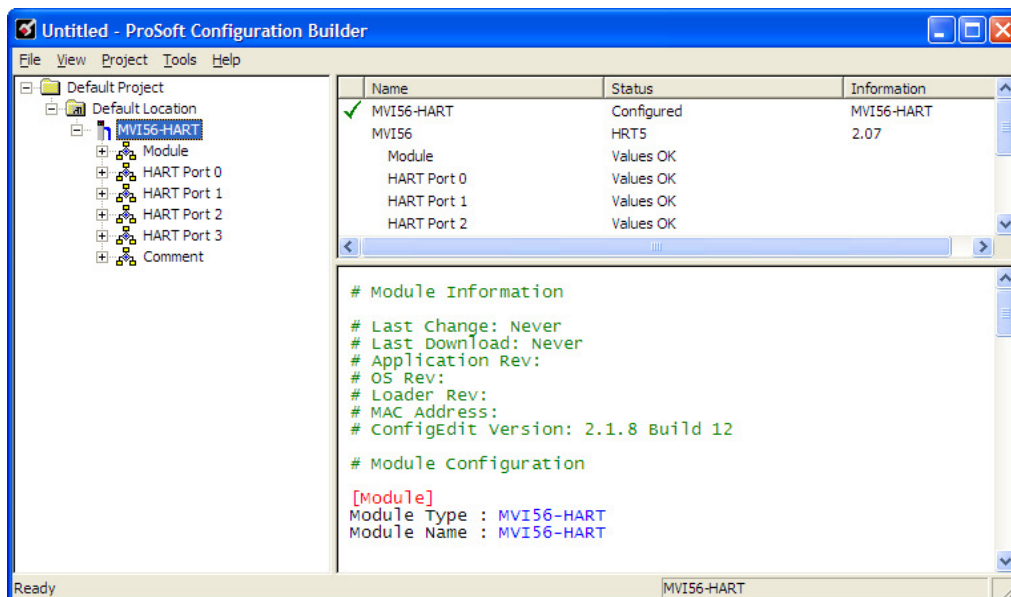 Untitled - ProSoft Configuration Builder
File View Project Tools Help
Default Project
Default Location
MVI56-HART
Module
HART Port 0
HART Port 1
HART Port 2
HART Port 3
Comment
Name Status Information
MVI56-HART Configured MVI56-HART
MVI56 HRT5 2.07
Module Values OK
HART Port 0 Values OK
HART Port 1 Values OK
HART Port 2 Values OK
# Module Information
# Last Change: Never
# Last Download: Never
# Application Rev:
# OS Rev:
# Loader Rev:
# MAC Address:
# ConfigEdit Version: 2.1.8 Build 12
# Module Configuration
[Module]
Module Type : MVI56-HART
Module Name : MVI56-HART
Ready MVI56-HART